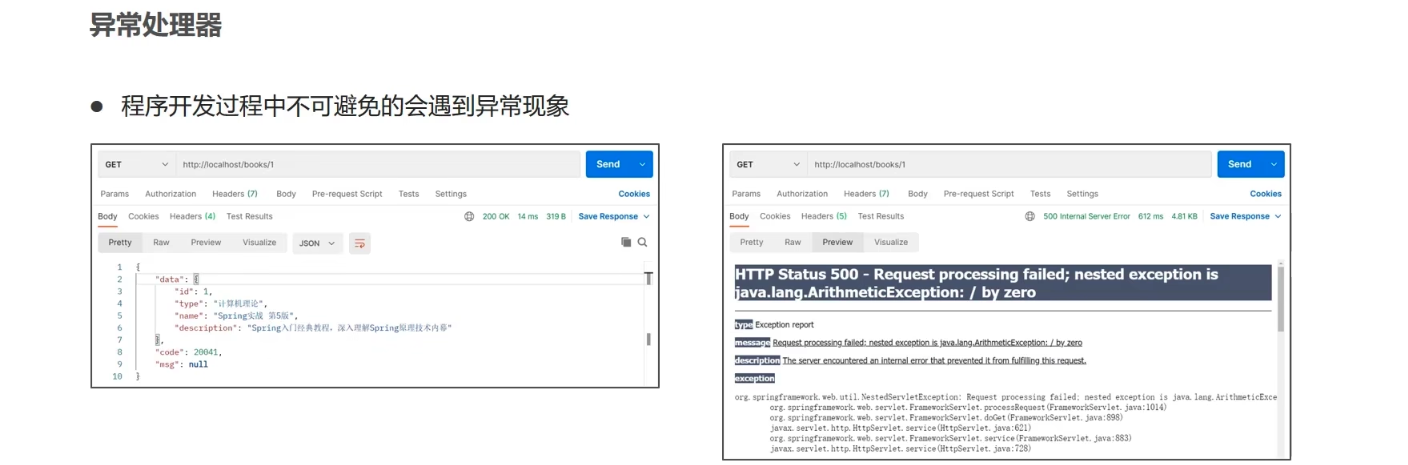 异常处理器
● 程序开发过程中不可避免的会遇到异常现象
GET http://localhost/books/1 Send
Params Authorization Headers (7) Body Pre-request Script Tests Settings Cookies
Body Cookies Headers (4) Test Results 200 OK 14 ms 319 B Save Response
Pretty Raw Preview Visualize JSON
1 {
2 "data": {
3 "id": 1,
4 "type": "计算机理论",
5 "name": "Spring实战 第5版",
6 "description": "Spring入门经典教程，深入理解Spring原理技术内幕"
7 },
8 "code": 20041,
9 "msg": null
10 }
GET http://localhost/books/1 Send
Params Authorization Headers (7) Body Pre-request Script Tests Settings Cookies
Body Cookies Headers (5) Test Results 500 Internal Server Error 612 ms 4.81 KB Save Response
Pretty Raw Preview Visualize
HTTP Status 500 - Request processing failed; nested exception is
java.lang.ArithmeticException: / by zero
type Exception report
message Request processing failed; nested exception is java.lang.ArithmeticException: / by zero
description The server encountered an internal error that prevented it from fulfilling this request.
exception
org.springframework.web.util.NestedServletException: Request processing failed; nested exception is java.lang.ArithmeticExce
org.springframework.web.servlet.FrameworkServlet.processRequest(FrameworkServlet.java:1014)
org.springframework.web.servlet.FrameworkServlet.doGet(FrameworkServlet.java:898)
javax.servlet.http.HttpServlet.service(HttpServlet.java:621)
org.springframework.web.servlet.FrameworkServlet.service(FrameworkServlet.java:883)
javax.servlet.http.HttpServlet.service(HttpServlet.java:728)